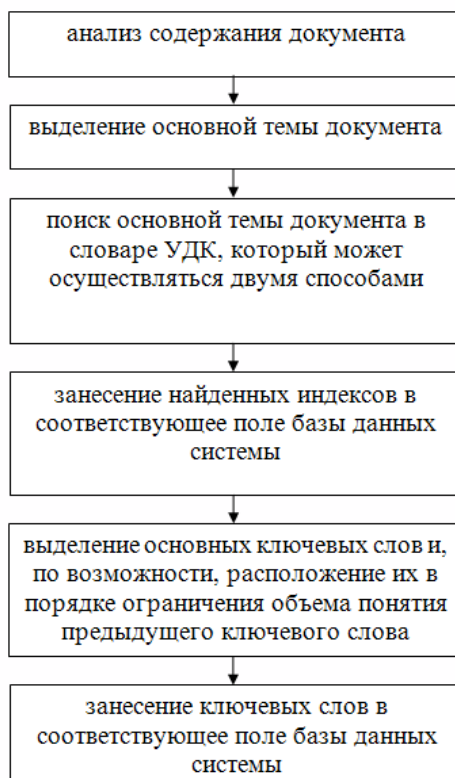 анализ содержания документа
выделение основной темы документа
поиск основной темы документа в
словаре УДК, который может
осуществляться двумя способами
занесение найденных индексов в
соответствующее поле базы данных
системы
выделение основных ключевых слов и,
по возможности, расположение их в
порядке ограничения объема понятия
предыдущего ключевого слова
занесение ключевых слов в
соответствующее поле базы данных
системы